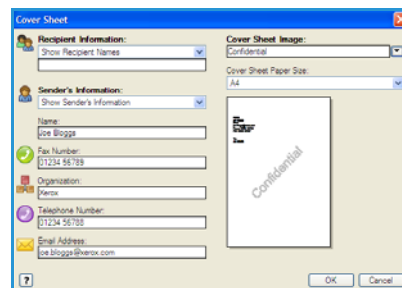 Cover Sheet
Recipient Information:
Show Recipient Names
Sender's Information:
Show Sender's Information
Name:
Joe Bloggs
Fax Number:
01234 56789
Organization:
Xerox
Telephone Number:
01234 56788
Email Address:
joe.bloggs@xerox.com
Cover Sheet Image:
Confidential
Cover Sheet Paper Size:
A4
Confidential
?
OK
Cancel